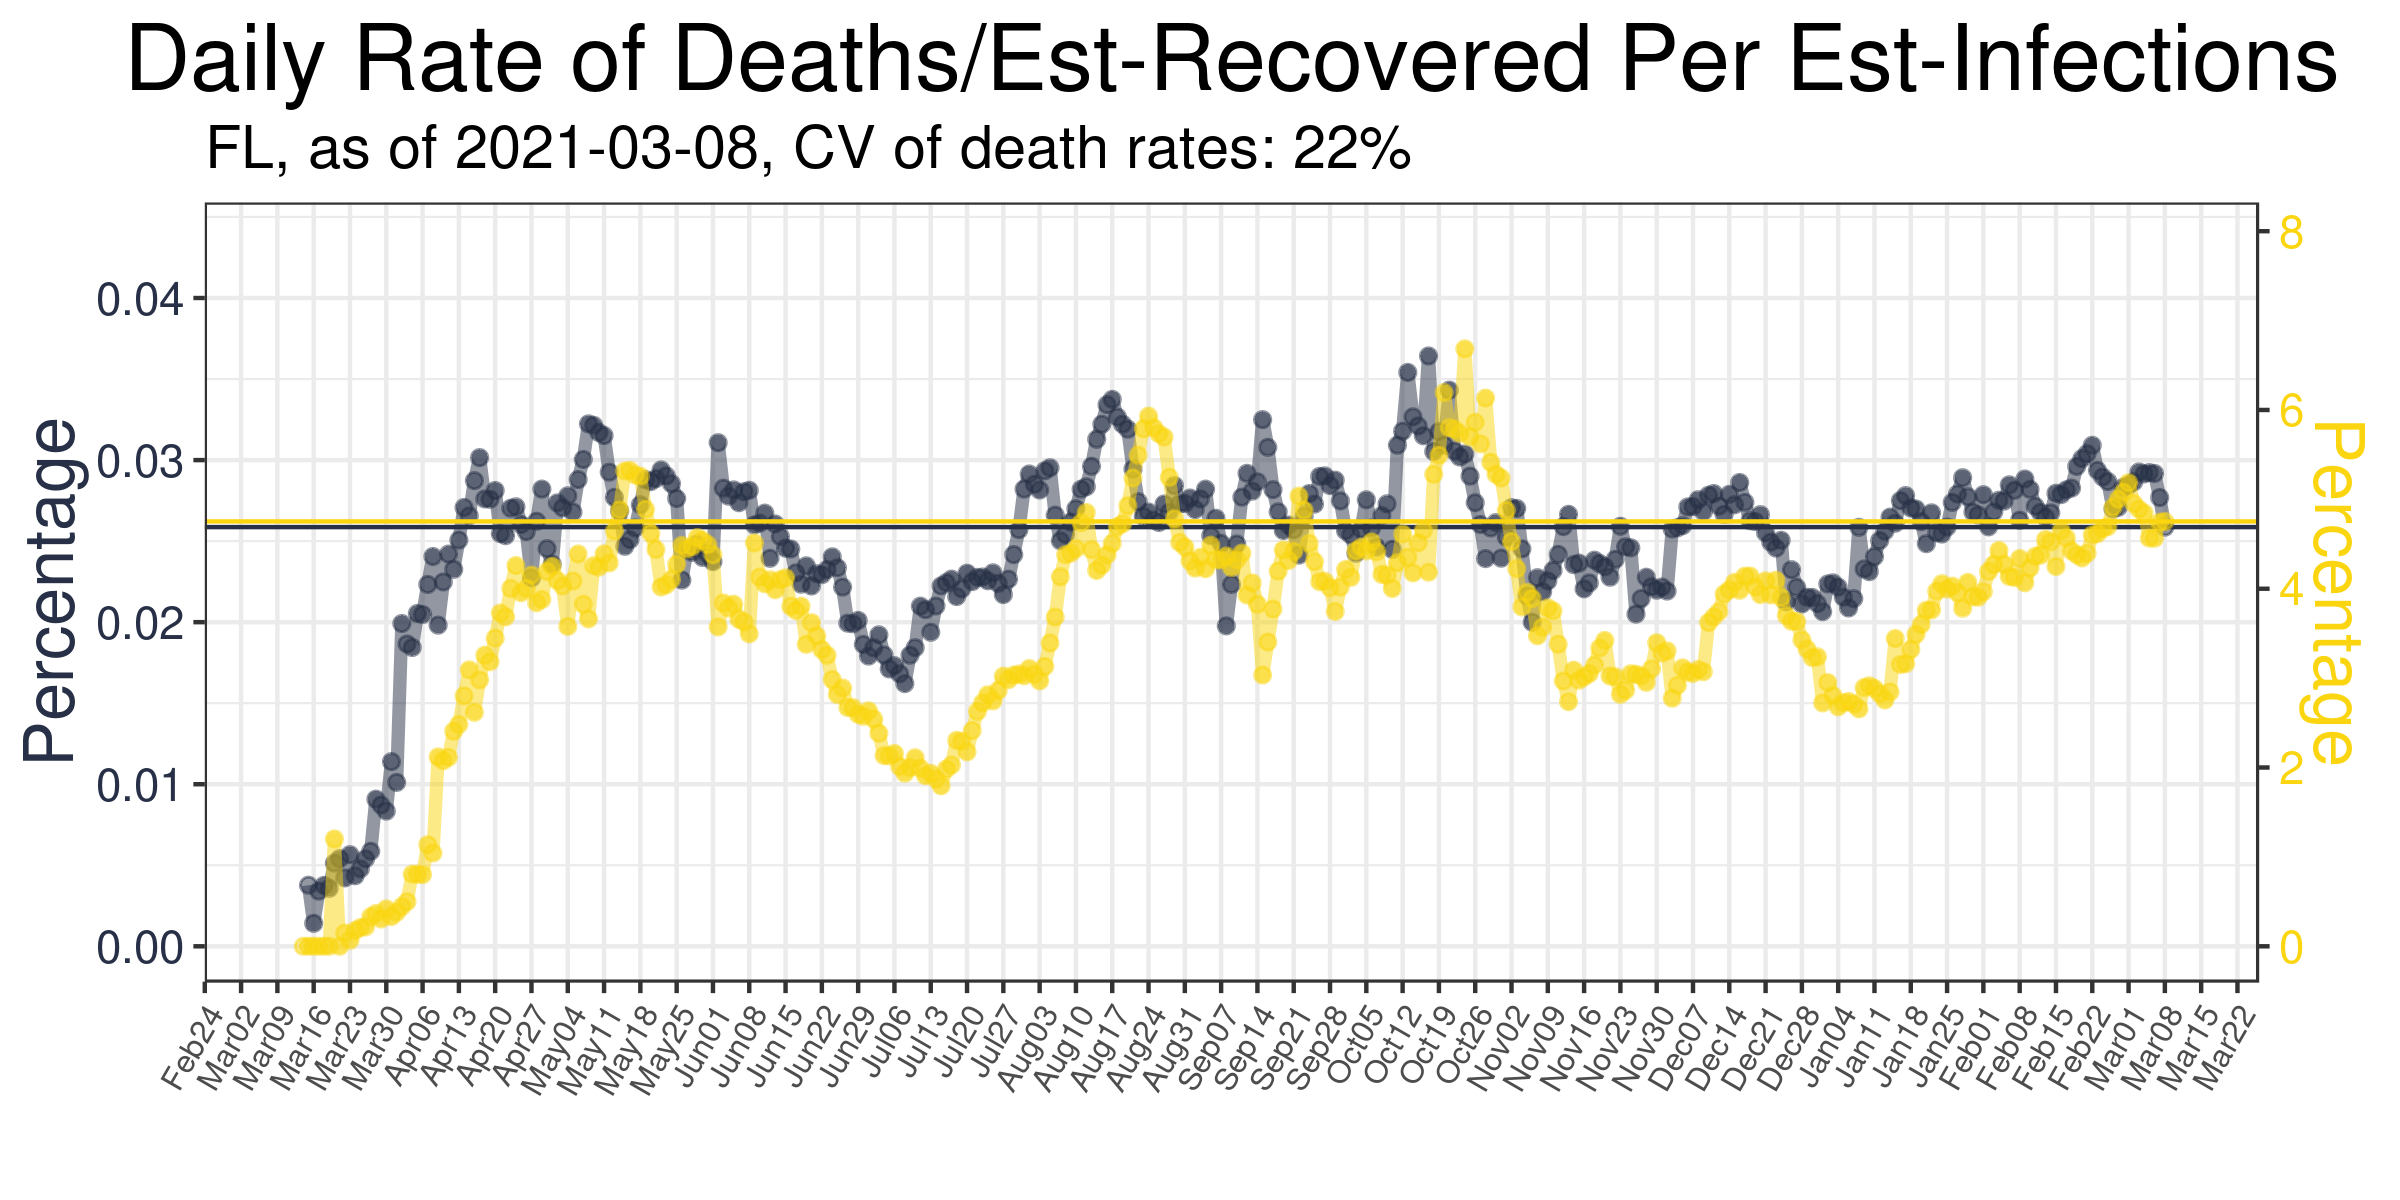 Daily Rate of Deaths/Est-Recovered Per Est-Infections
FL, as of 2021-03-08, CV of death rates: 22%
Percentage
0.04
0.03
0.02
0.01
0.00
8
6
4
2
0
Percentage
Feb24 Mar02 Mar09 Mar16 Mar23 Mar30 Apr06 Apr13 Apr20 Apr27 May04 May11 May18 May25 Jun01 Jun08 Jun15 Jun22 Jun29 Jul06 Jul13 Jul20 Jul27 Aug03 Aug10 Aug17 Aug24 Aug31 Sep07 Sep14 Sep21 Sep28 Oct05 Oct12 Oct19 Oct26 Nov02 Nov09 Nov16 Nov23 Nov30 Dec07 Dec14 Dec21 Dec28 Jan04 Jan11 Jan18 Jan25 Feb01 Feb08 Feb15 Feb22 Mar01 Mar08 Mar15 Mar22